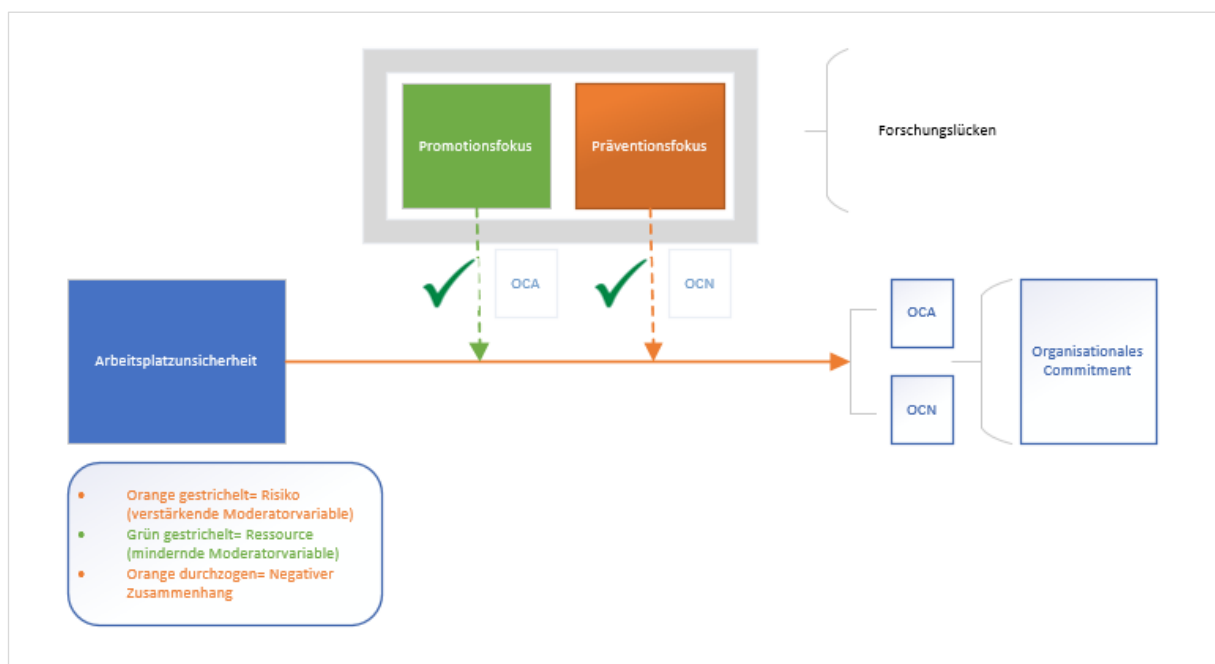 Promotionsfokus
Präventionsfokus
Forschungslücken
OCA
OCN
Arbeitsplatzunsicherheit
OCA
OCN
Organisationales
Commitment
• Orange gestrichelt= Risiko
(verstärkende Moderatorvariable)
• Grün gestrichelt= Ressource
(mindernde Moderatorvariable)
• Orange durchzogen= Negativer
Zusammenhang